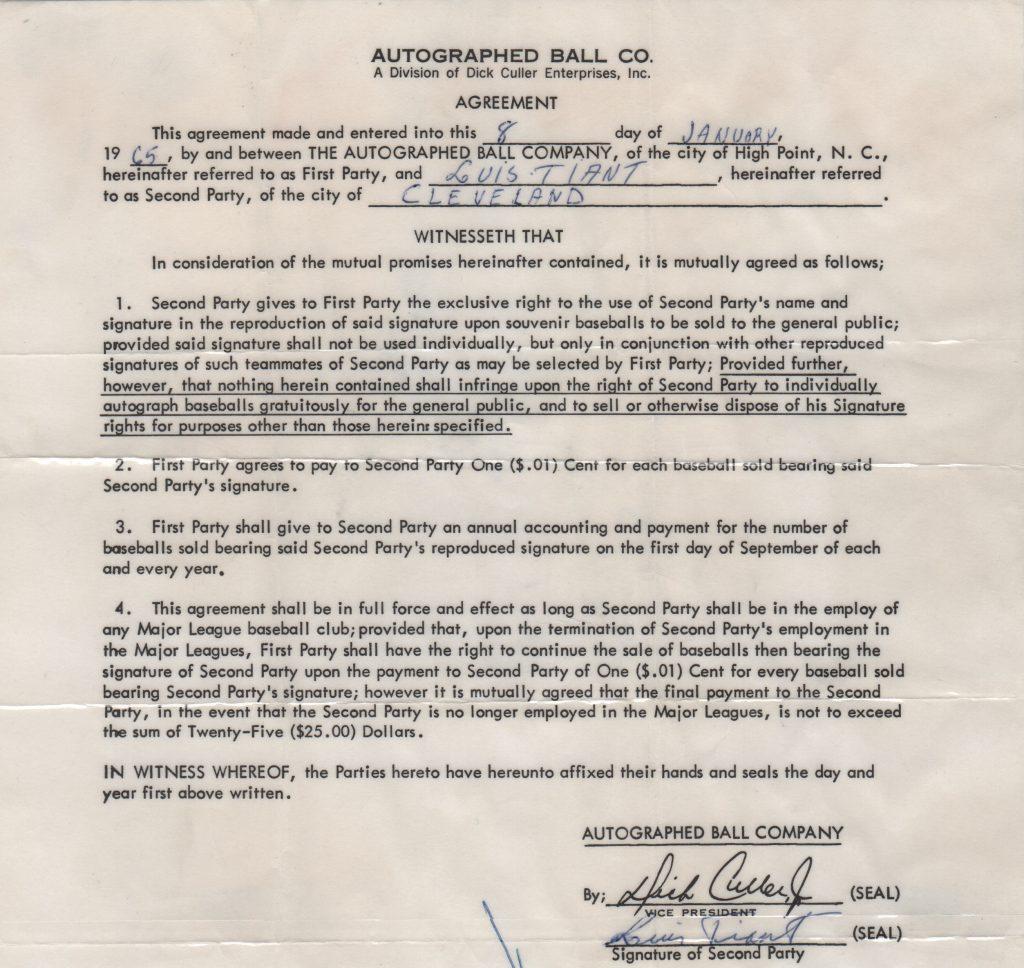 AUTOGRAPHED BALL CO.
A Division of Dick Culler Enterprises, Inc.
AGREEMENT
This agreement made and entered into this 8 day of JANUARY,
19 65, by and between THE AUTOGRAPHED BALL COMPANY, of the city of High Point, N. C.,
hereinafter referred to as First Party, and LUIS TIANT, hereinafter referred
to as Second Party, of the city of CLEVELAND.
WITNESSETH THAT
In consideration of the mutual promises hereinafter contained, it is mutually agreed as follows;
1. Second Party gives to First Party the exclusive right to the use of Second Party's name and
signature in the reproduction of said signature upon souvenir baseballs to be sold to the general public;
provided said signature shall not be used individually, but only in conjunction with other reproduced
signatures of such teammates of Second Party as may be selected by First Party; Provided further,
however, that nothing herein contained shall infringe upon the right of Second Party to individually
autograph baseballs gratuitously for the general public, and to sell or otherwise dispose of his Signature
rights for purposes other than those herein: specified.
2. First Party agrees to pay to Second Party One ($.01) Cent for each baseball sold bearing said
Second Party's signature.
3. First Party shall give to Second Party an annual accounting and payment for the number of
baseballs sold bearing said Second Party's reproduced signature on the first day of September of each
and every year.
4. This agreement shall be in full force and effect as long as Second Party shall be in the employ of
any Major League baseball club; provided that, upon the termination of Second Party's employment in
the Major Leagues, First Party shall have the right to continue the sale of baseballs then bearing the
signature of Second Party upon the payment to Second Party of One ($.01) Cent for every baseball sold
bearing Second Party's signature; however it is mutually agreed that the final payment to the Second
Party, in the event that the Second Party is no longer employed in the Major Leagues, is not to exceed
the sum of Twenty-Five ($25.00) Dollars.
IN WITNESS WHEREOF, the Parties hereto have hereunto affixed their hands and seals the day and
year first above written.
AUTOGRAPHED BALL COMPANY
By; Dick Culler, Jr (SEAL)
VICE PRESIDENT
Luis Tiant (SEAL)
Signature of Second Party